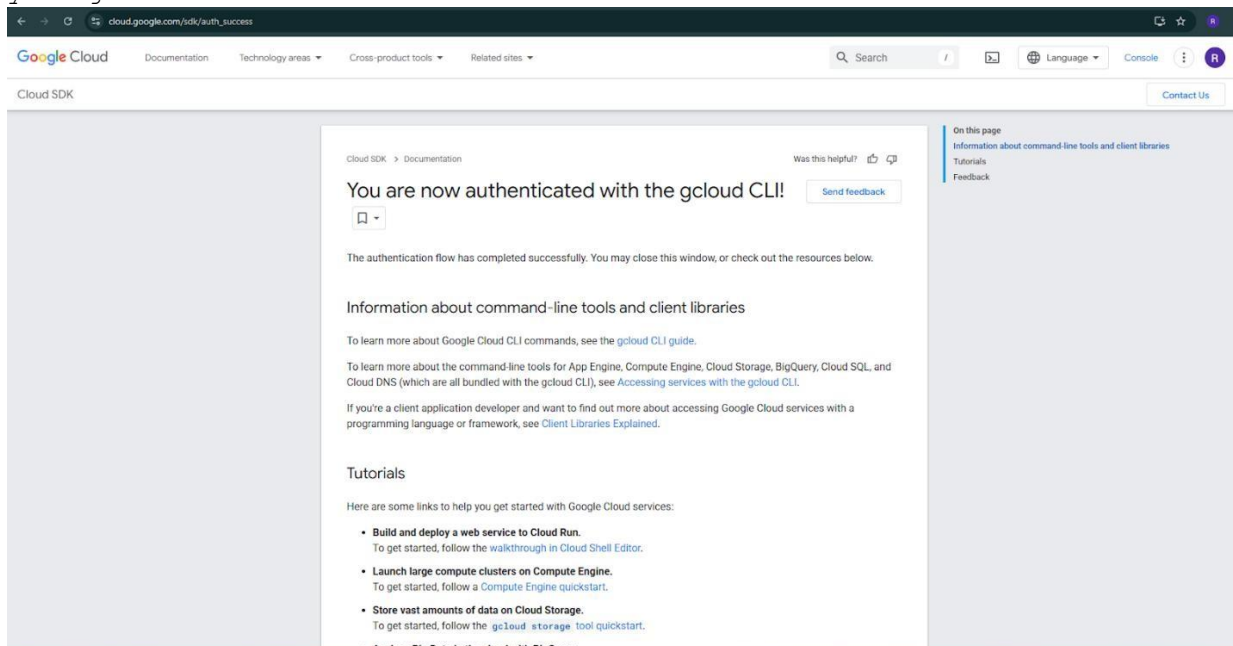 cloud.google.com/sdk/auth_success
R
Google Cloud Documentation Technology areas Cross-product tools Related sites Search / Language Console R
Cloud SDK Contact Us
Cloud SDK > Documentation Was this helpful?
You are now authenticated with the gcloud CLI! Send feedback
The authentication flow has completed successfully. You may close this window, or check out the resources below.
Information about command-line tools and client libraries
To learn more about Google Cloud CLI commands, see the gcloud CLI guide.
To learn more about the command-line tools for App Engine, Compute Engine, Cloud Storage, BigQuery, Cloud SQL, and
Cloud DNS (which are all bundled with the gcloud CLI), see Accessing services with the gcloud CLI.
If you're a client application developer and want to find out more about accessing Google Cloud services with a
programming language or framework, see Client Libraries Explained.
Tutorials
Here are some links to help you get started with Google Cloud services:
• Build and deploy a web service to Cloud Run.
To get started, follow the walkthrough in Cloud Shell Editor.
• Launch large compute clusters on Compute Engine.
To get started, follow a Compute Engine quickstart.
• Store vast amounts of data on Cloud Storage.
To get started, follow the gcloud storage tool quickstart.
On this page
Information about command-line tools and client libraries
Tutorials
Feedback